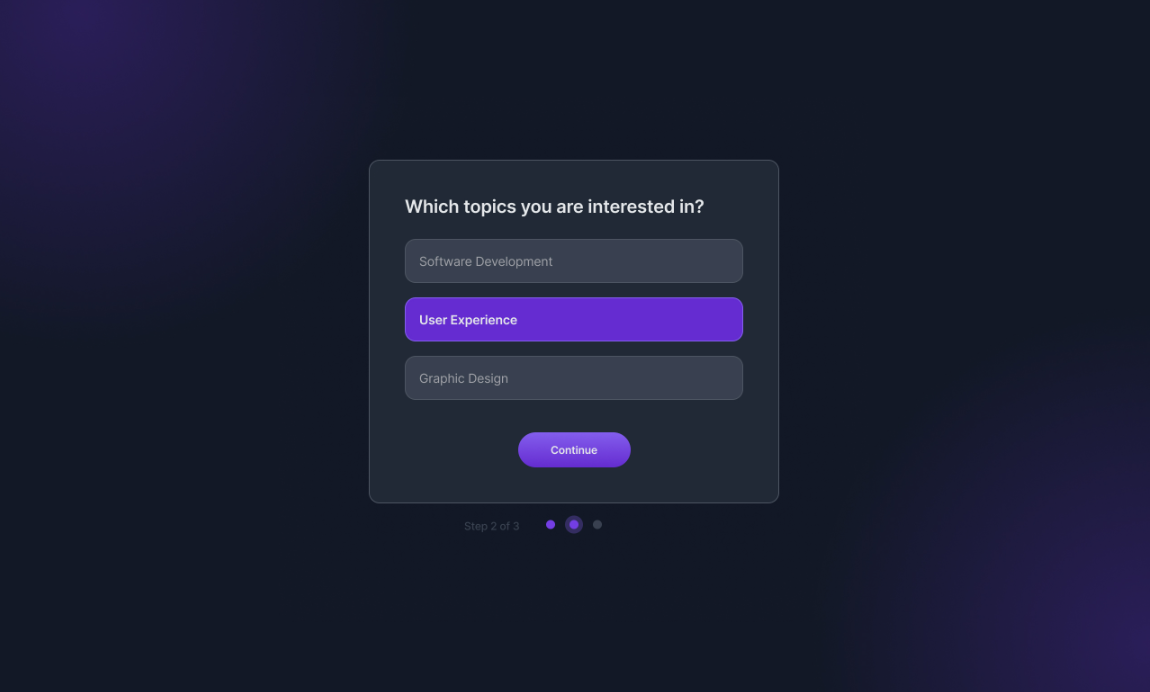 Which topics you are interested in?
Software Development
User Experience
Graphic Design
Continue
Step 2 of 3